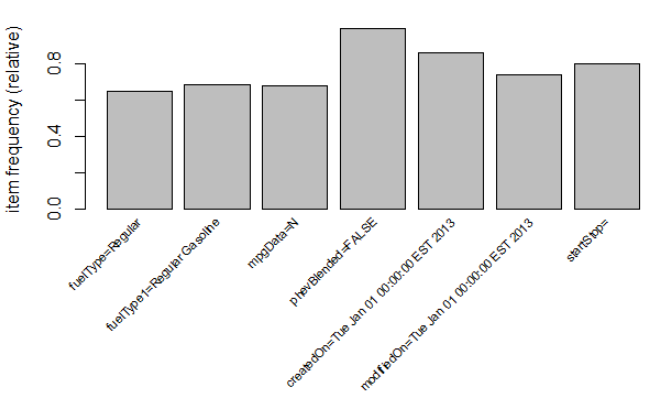 item frequency (relative)
0.8
0.4
0.0
fuelType=Regular
fuelType1=Regular Gasoline
mpgData=N
phevBlended=FALSE
createdOn=Tue Jan 01 00:00:00 EST 2013
modifiedOn=Tue Jan 01 00:00:00 EST 2013
startStop=